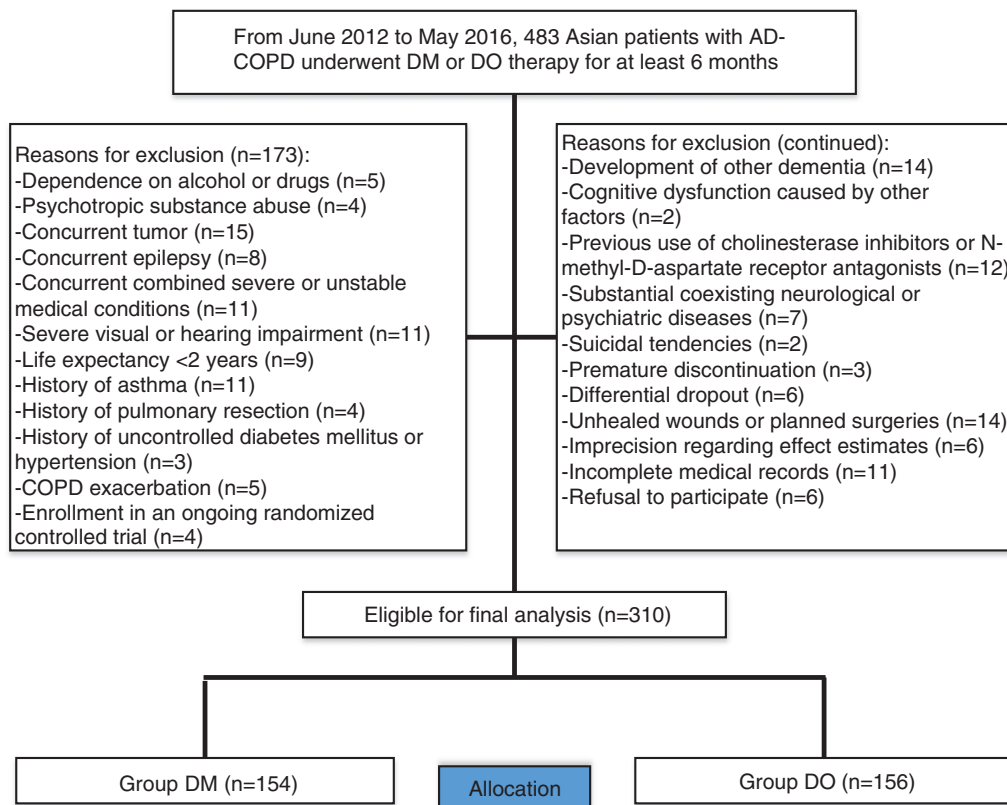 From June 2012 to May 2016, 483 Asian patients with AD-
COPD underwent DM or DO therapy for at least 6 months
Reasons for exclusion (n=173):
-Dependence on alcohol or drugs (n=5)
-Psychotropic substance abuse (n=4)
-Concurrent tumor (n=15)
-Concurrent epilepsy (n=8)
-Concurrent combined severe or unstable
medical conditions (n=11)
-Severe visual or hearing impairment (n=11)
-Life expectancy <2 years (n=9)
-History of asthma (n=11)
-History of pulmonary resection (n=4)
-History of uncontrolled diabetes mellitus or
hypertension (n=3)
-COPD exacerbation (n=5)
-Enrollment in an ongoing randomized
controlled trial (n=4)
Reasons for exclusion (continued):
-Development of other dementia (n=14)
-Cognitive dysfunction caused by other
factors (n=2)
-Previous use of cholinesterase inhibitors or N-
methyl-D-aspartate receptor antagonists (n=12)
-Substantial coexisting neurological or
psychiatric diseases (n=7)
-Suicidal tendencies (n=2)
-Premature discontinuation (n=3)
-Differential dropout (n=6)
-Unhealed wounds or planned surgeries (n=14)
-Imprecision regarding effect estimates (n=6)
-Incomplete medical records (n=11)
-Refusal to participate (n=6)
Eligible for final analysis (n=310)
Group DM (n=154)
Allocation
Group DO (n=156)